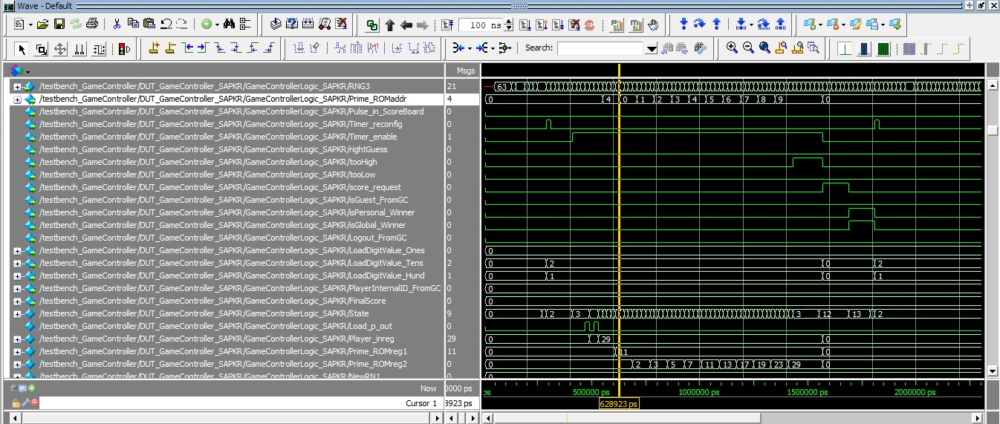 Wave - Default
100 ns
Search:
Msgs
/testbench_GameController/DUT_GameController_SAPKR/GameControllerLogic_SAPKR/RNG3 21 63
/testbench_GameController/DUT_GameController_SAPKR/GameControllerLogic_SAPKR/Prime_ROMaddr 4 0 4 0 1 2 3 4 5 6 7 8 9 0
/testbench_GameController/DUT_GameController_SAPKR/GameControllerLogic_SAPKR/Pulse_in_ScoreBoard 0
/testbench_GameController/DUT_GameController_SAPKR/GameControllerLogic_SAPKR/Timer_reconfig 0
/testbench_GameController/DUT_GameController_SAPKR/GameControllerLogic_SAPKR/Timer_enable 1
/testbench_GameController/DUT_GameController_SAPKR/GameControllerLogic_SAPKR/rightGuess 0
/testbench_GameController/DUT_GameController_SAPKR/GameControllerLogic_SAPKR/tooHigh 0
/testbench_GameController/DUT_GameController_SAPKR/GameControllerLogic_SAPKR/tooLow 0
/testbench_GameController/DUT_GameController_SAPKR/GameControllerLogic_SAPKR/score_request 0
/testbench_GameController/DUT_GameController_SAPKR/GameControllerLogic_SAPKR/isGuest_FromGC 0
/testbench_GameController/DUT_GameController_SAPKR/GameControllerLogic_SAPKR/isPersonal_Winner 0
/testbench_GameController/DUT_GameController_SAPKR/GameControllerLogic_SAPKR/isGlobal_Winner 0
/testbench_GameController/DUT_GameController_SAPKR/GameControllerLogic_SAPKR/Logout_FromGC 0
/testbench_GameController/DUT_GameController_SAPKR/GameControllerLogic_SAPKR/LoadDigitValue_Ones 0 0
/testbench_GameController/DUT_GameController_SAPKR/GameControllerLogic_SAPKR/LoadDigitValue_Tens 2 0 2 0 2
/testbench_GameController/DUT_GameController_SAPKR/GameControllerLogic_SAPKR/LoadDigitValue_Hund 1 0 1 0 1
/testbench_GameController/DUT_GameController_SAPKR/GameControllerLogic_SAPKR/PlayerInternalID_FromGC 0 0
/testbench_GameController/DUT_GameController_SAPKR/GameControllerLogic_SAPKR/FinalScore 0 0
/testbench_GameController/DUT_GameController_SAPKR/GameControllerLogic_SAPKR/State 9 0 2 3 3 12 13 2
/testbench_GameController/DUT_GameController_SAPKR/GameControllerLogic_SAPKR/Load_p_out 0
/testbench_GameController/DUT_GameController_SAPKR/GameControllerLogic_SAPKR/Player_inreg 29 0 29 0
/testbench_GameController/DUT_GameController_SAPKR/GameControllerLogic_SAPKR/Prime_ROMreg1 11 0 11 0
/testbench_GameController/DUT_GameController_SAPKR/GameControllerLogic_SAPKR/Prime_ROMreg2 0 0 2 3 5 7 11 13 17 19 23 29 0
Now 0000 ps ps 500000 ps 1000000 ps 1500000 ps 2000000 ps
Cursor 1 8923 ps 628923 ps